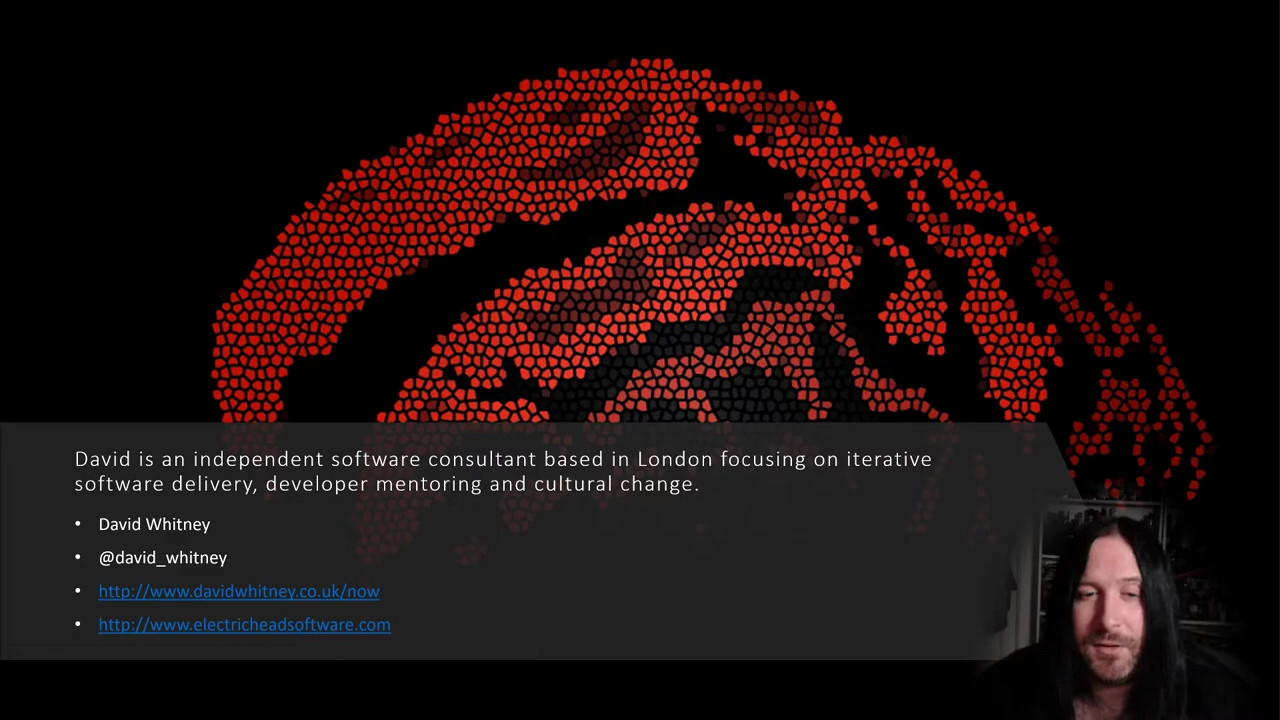 David is an independent software consultant based in London focusing on iterative
software delivery, developer mentoring and cultural change.
• David Whitney
• @david_whitney
• http://www.davidwhitney.co.uk/now
• http://www.electricheadsoftware.com